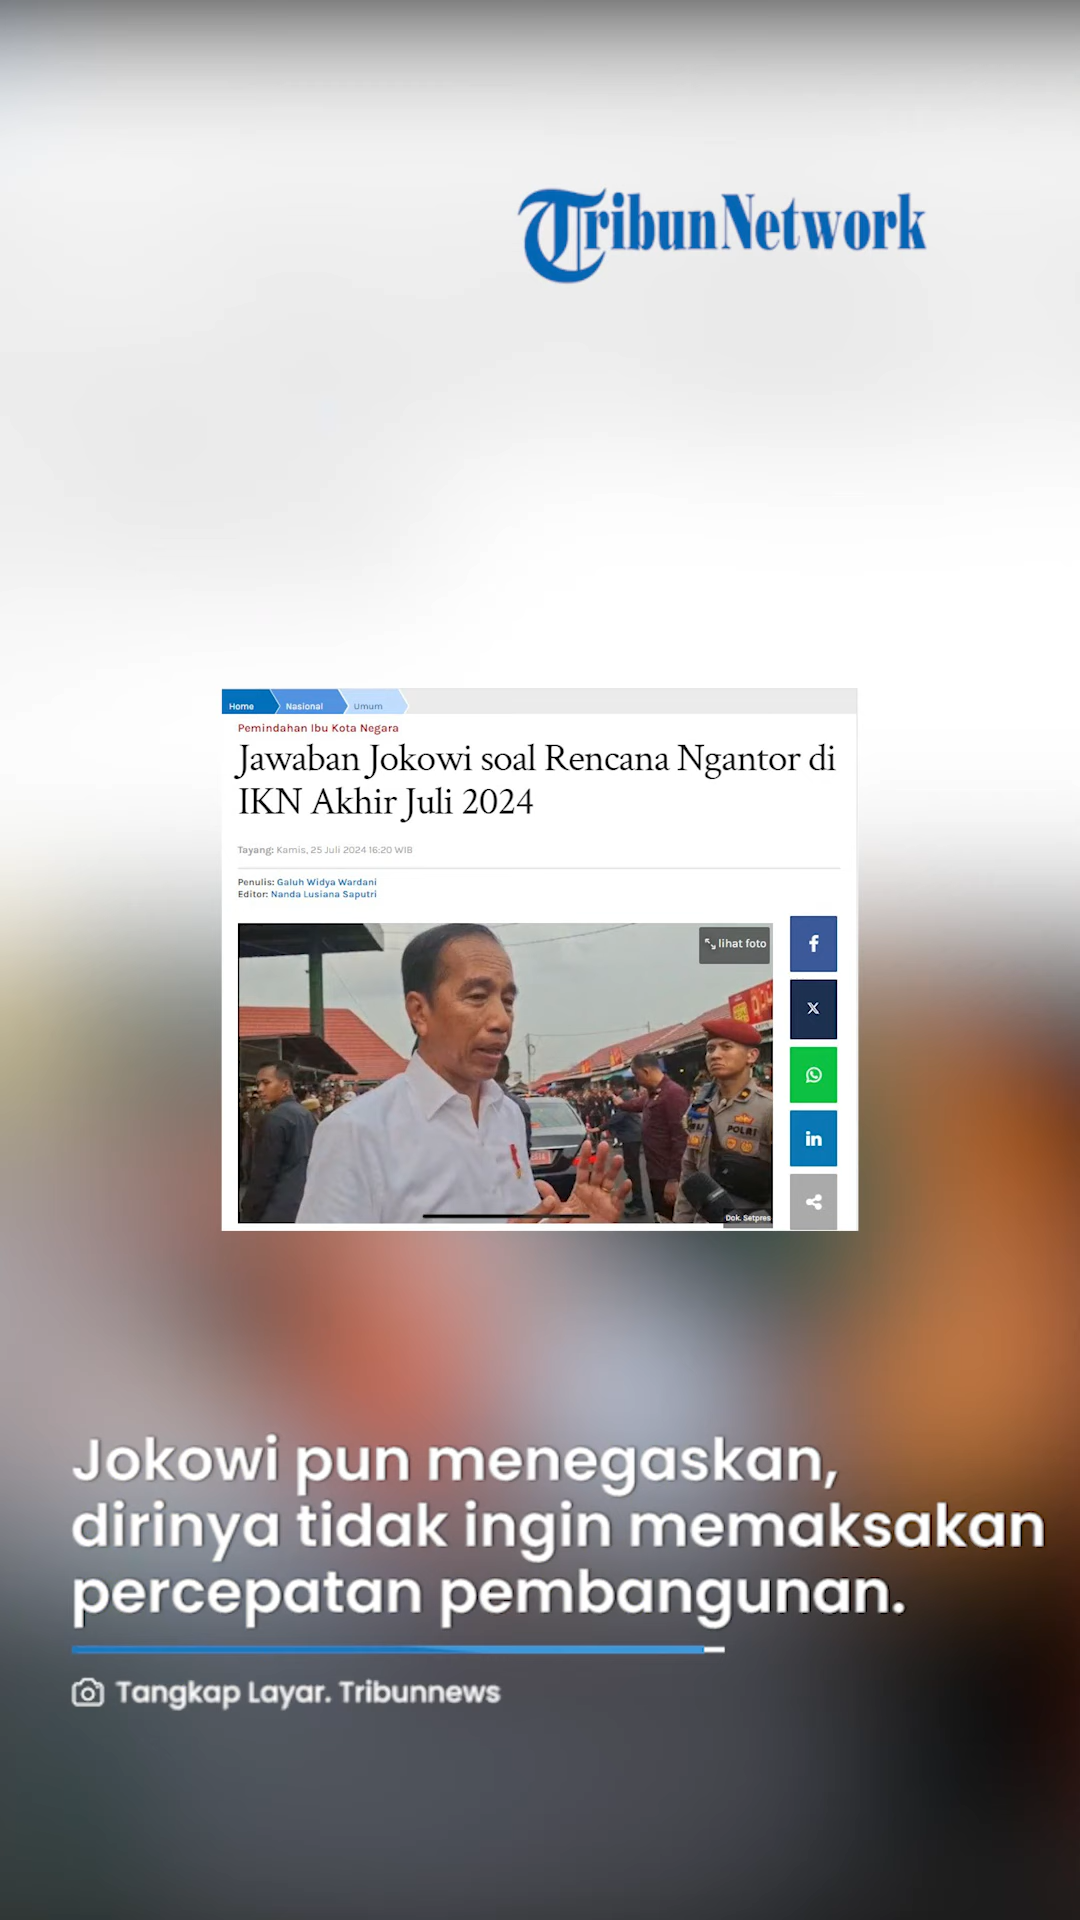 Tribun Network
Home Nasional Umum
Pemindahan Ibu Kota Negara
Jawaban Jokowi soal Rencana Ngantor di
IKN Akhir Juli 2024
Tayang: Kamis, 25 Juli 2024 16:20 WIB
Penulis: Galuh Widya Wardani
Editor: Nanda Lusiana Saputri
lihat foto
POLRI
Dok. Setpres
Jokowi pun menegaskan,
dirinya tidak ingin memaksakan
percepatan pembangunan.
Tangkap Layar. Tribunnews